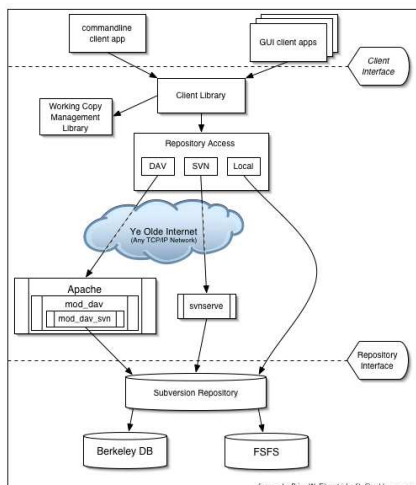 commandline
client app
GUI client apps
Client
Interface
Client Library
Working Copy
Management
Library
Repository Access
DAV
SVN
Local
Ye Olde Internet
(Any TCP/IP Network)
Apache
mod_dav
mod_dav_svn
svnserve
Repository
Interface
Subversion Repository
Berkeley DB
FSFS